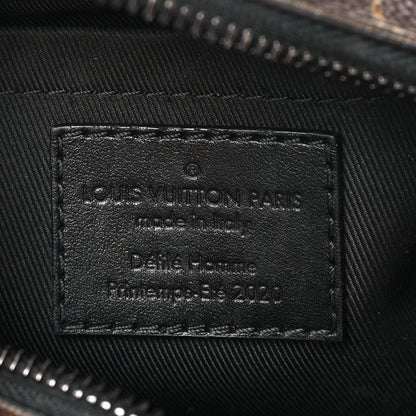 ®
LOUIS VUITTON PARIS
made in Italy
Défilé Homme
Printemps-Été 2020